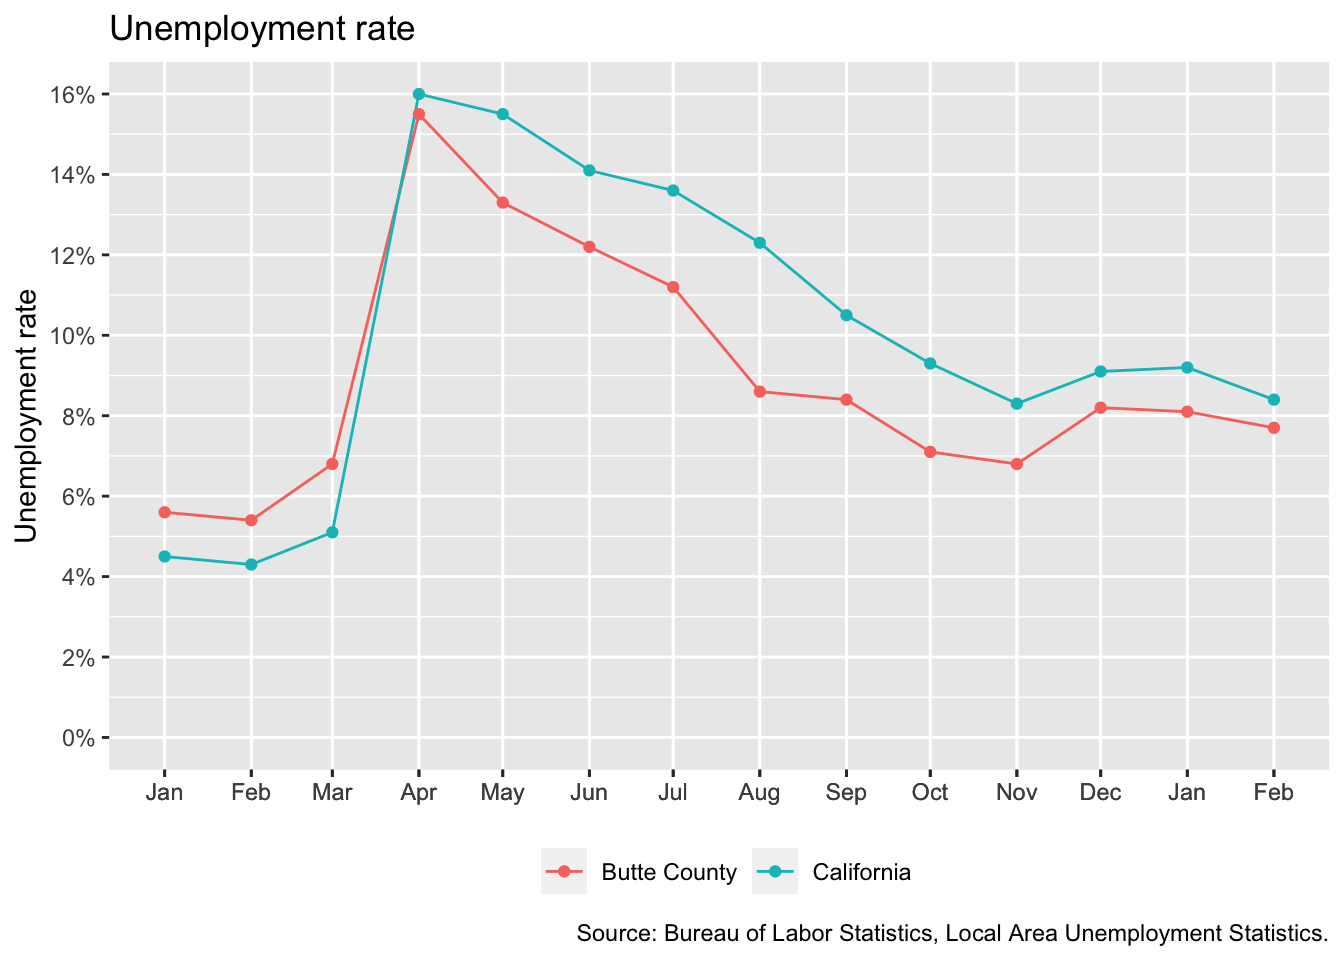 Unemployment rate
Unemployment rate
16%
14%
12%
10%
8%
6%
4%
2%
0%
Jan Feb Mar Apr May Jun Jul Aug Sep Oct Nov Dec Jan Feb
Butte County California
Source: Bureau of Labor Statistics, Local Area Unemployment Statistics.